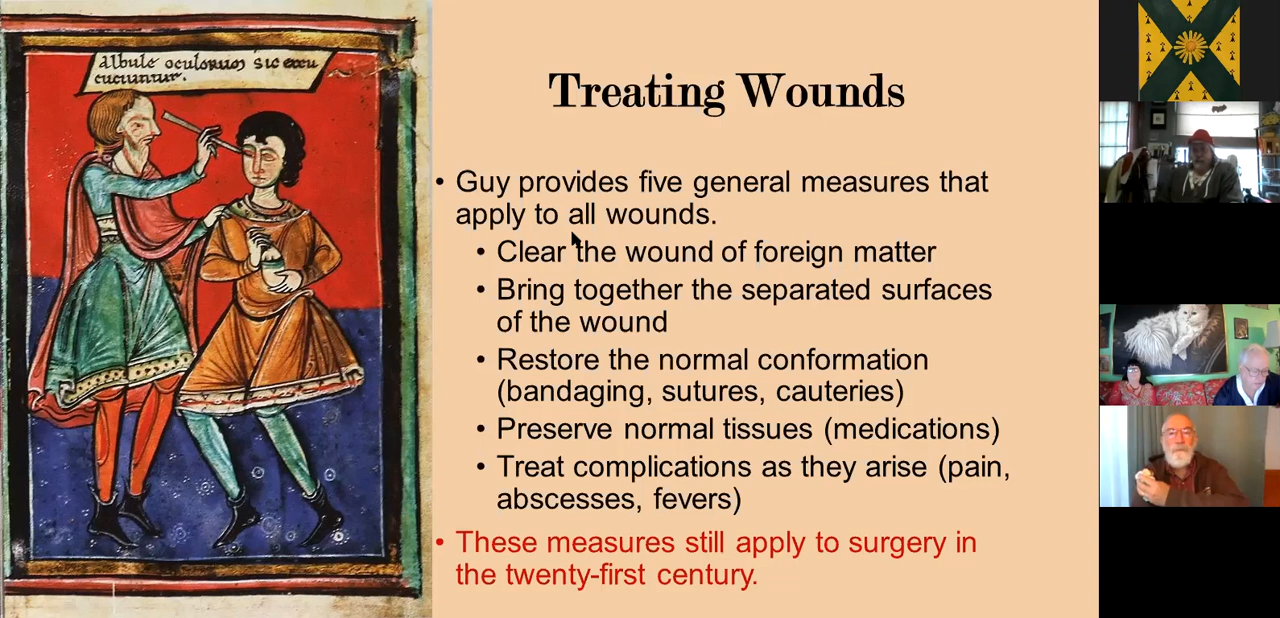 albule oculorum sic excu
cuciuntur.
Treating Wounds
• Guy provides five general measures that
apply to all wounds.
• Clear the wound of foreign matter
• Bring together the separated surfaces
of the wound
• Restore the normal conformation
(bandaging, sutures, cauteries)
• Preserve normal tissues (medications)
• Treat complications as they arise (pain,
abscesses, fevers)
• These measures still apply to surgery in
the twenty-first century.